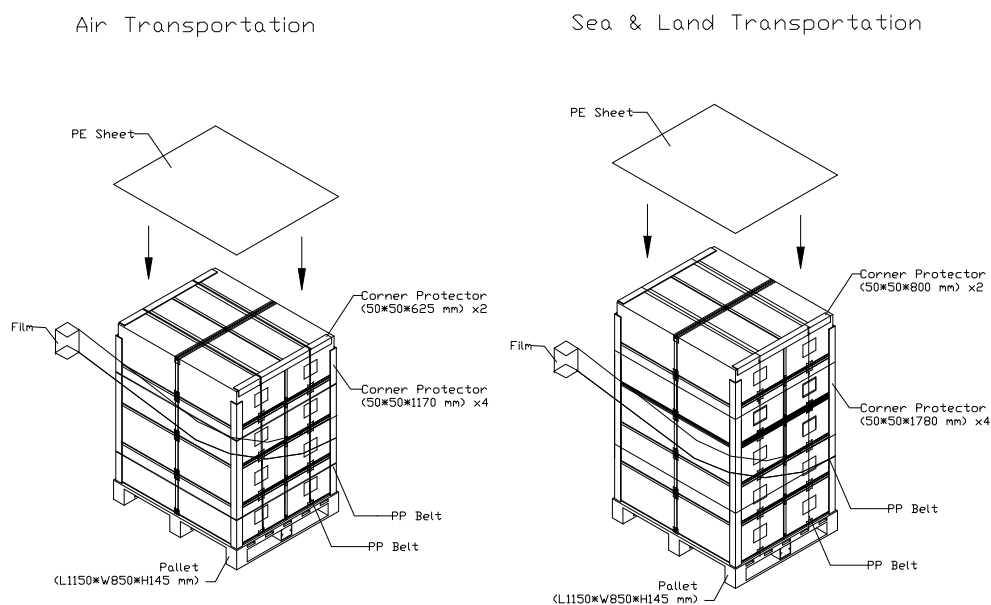 Air Transportation
PE Sheet
Corner Protector
(50*50*625 mm) x2
Film
Corner Protector
(50*50*1170 mm) x4
PP Belt
PP Belt
Pallet
(L1150*W850*H145 mm)
Sea & Land Transportation
PE Sheet
Corner Protector
(50*50*800 mm) x2
Film
Corner Protector
(50*50*1780 mm) x4
PP Belt
PP Belt
Pallet
(L1150*W850*H145 mm)